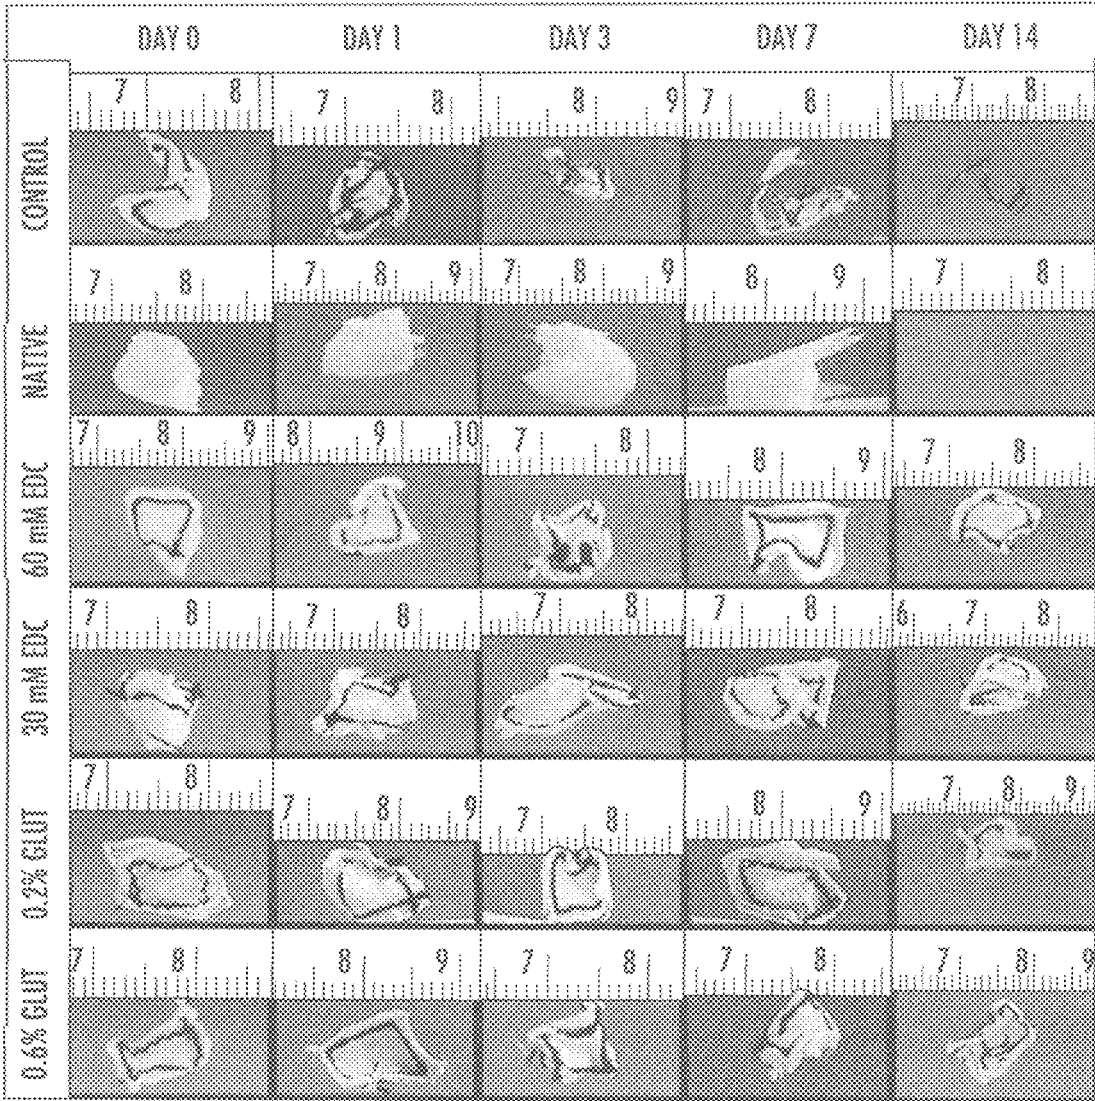 DAY 0 DAY 1 DAY 3 DAY 7 DAY 14
CONTROL
7 8 7 8 8 9 7 8 7 8
NATIVE
7 8 7 8 9 7 8 9 8 9 7 8
60 mM EDC
7 8 9 8 9 10 7 8 8 9 7 8
30 mM EDC
7 8 7 8 7 8 7 8 6 7 8
0.2% GLUT
7 8 7 8 9 7 8 8 9 7 8 9
0.6% GLUT
7 8 8 9 7 8 7 8 7 8 9